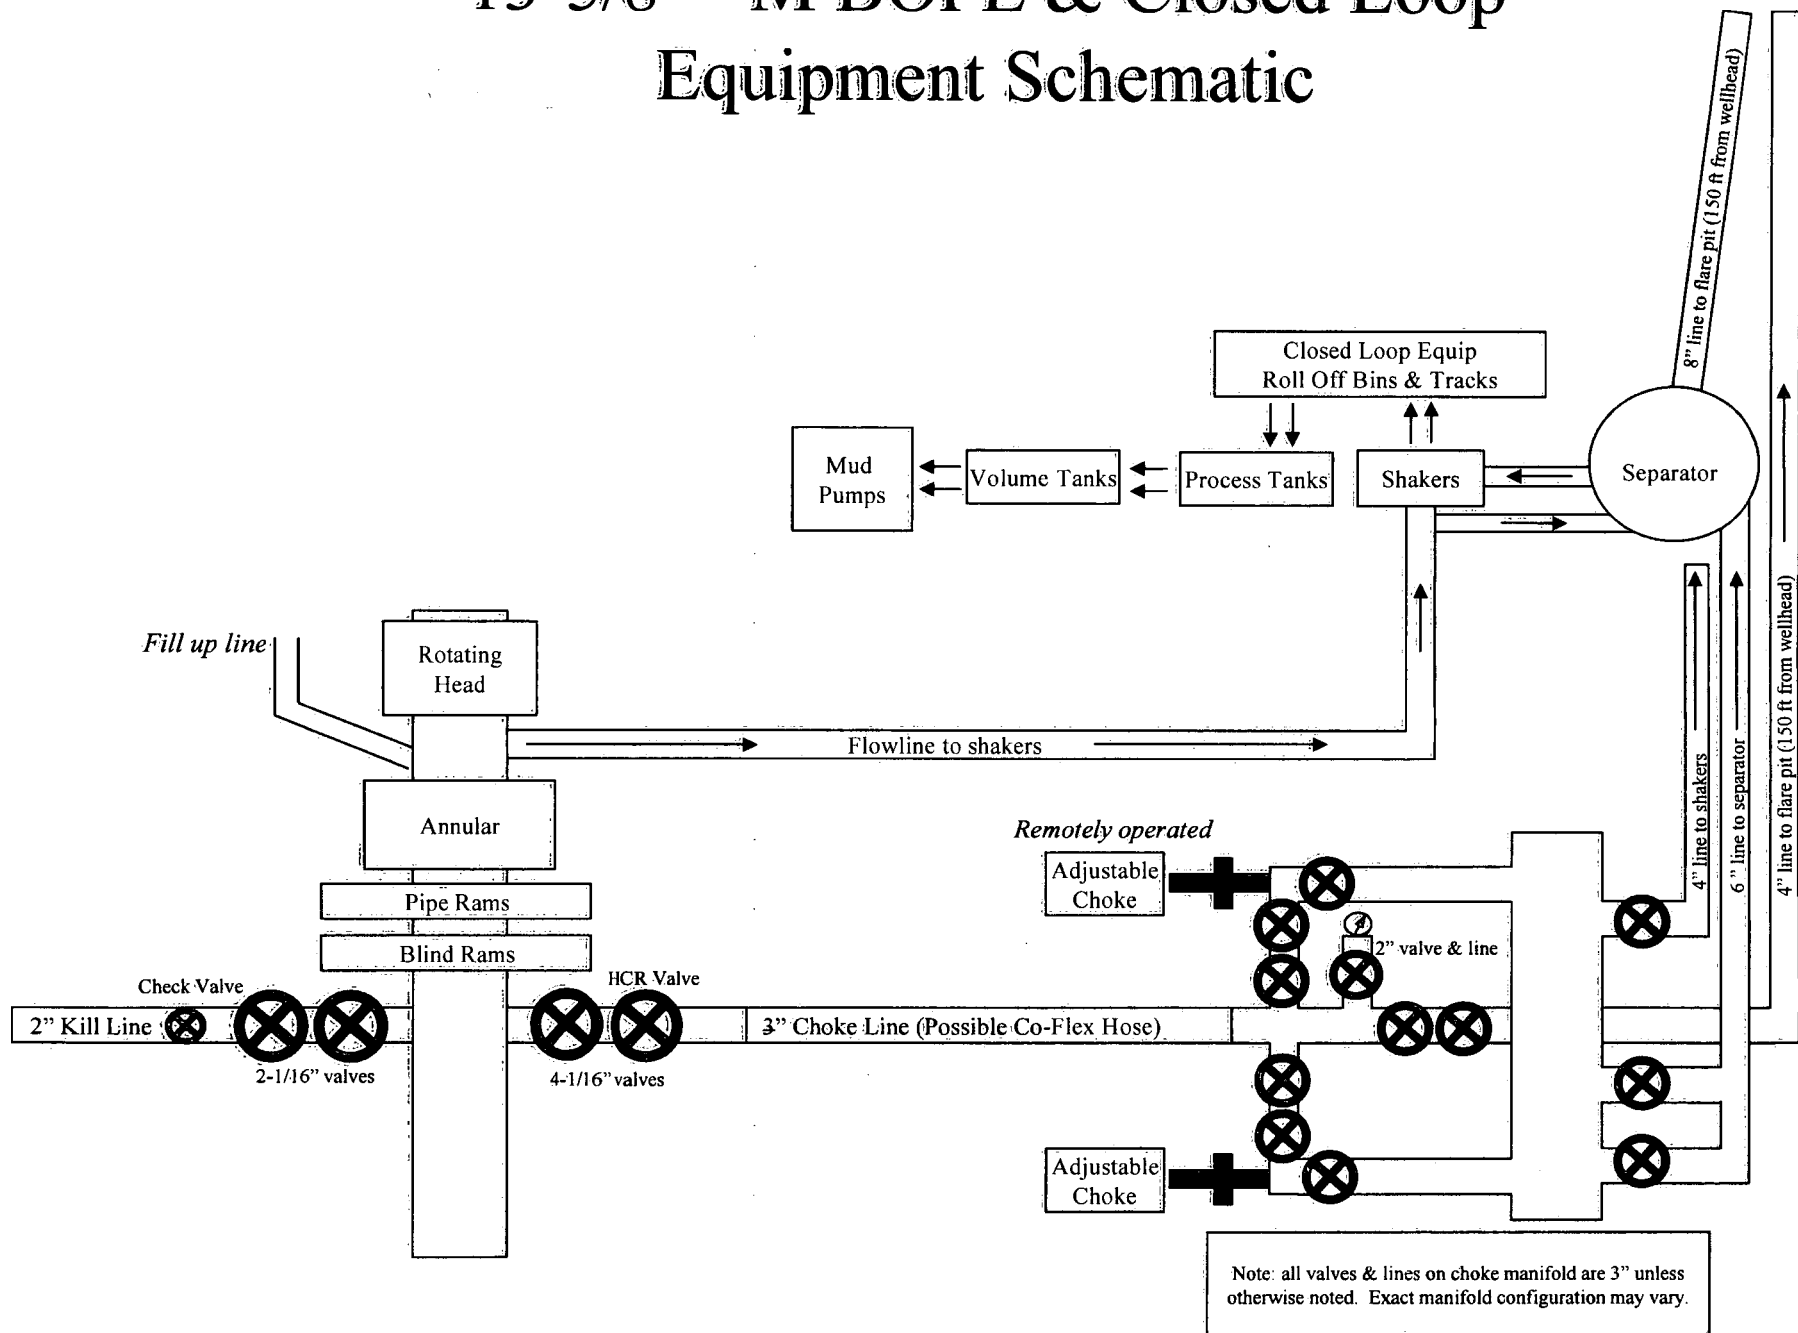 M BOPE & Closed Loop
Equipment Schematic
8” line to flare pit (150 ft from wellhead)
Closed Loop Equip
Roll Off Bins & Tracks
Mud
Pumps
Volume Tanks
Process Tanks
Shakers
Separator
Fill up line
Rotating
Head
Flowline to shakers
Annular
Pipe Rams
Blind Rams
Remotely operated
Adjustable
Choke
4” line to shakers
6” line to separator
4” line to flare pit (150 ft from wellhead)
2” valve & line
Check Valve
HCR Valve
2” Kill Line
3” Choke Line (Possible Co-Flex Hose)
2-1/16” valves
4-1/16” valves
Adjustable
Choke
Note: all valves & lines on choke manifold are 3” unless
otherwise noted.  Exact manifold configuration may vary.